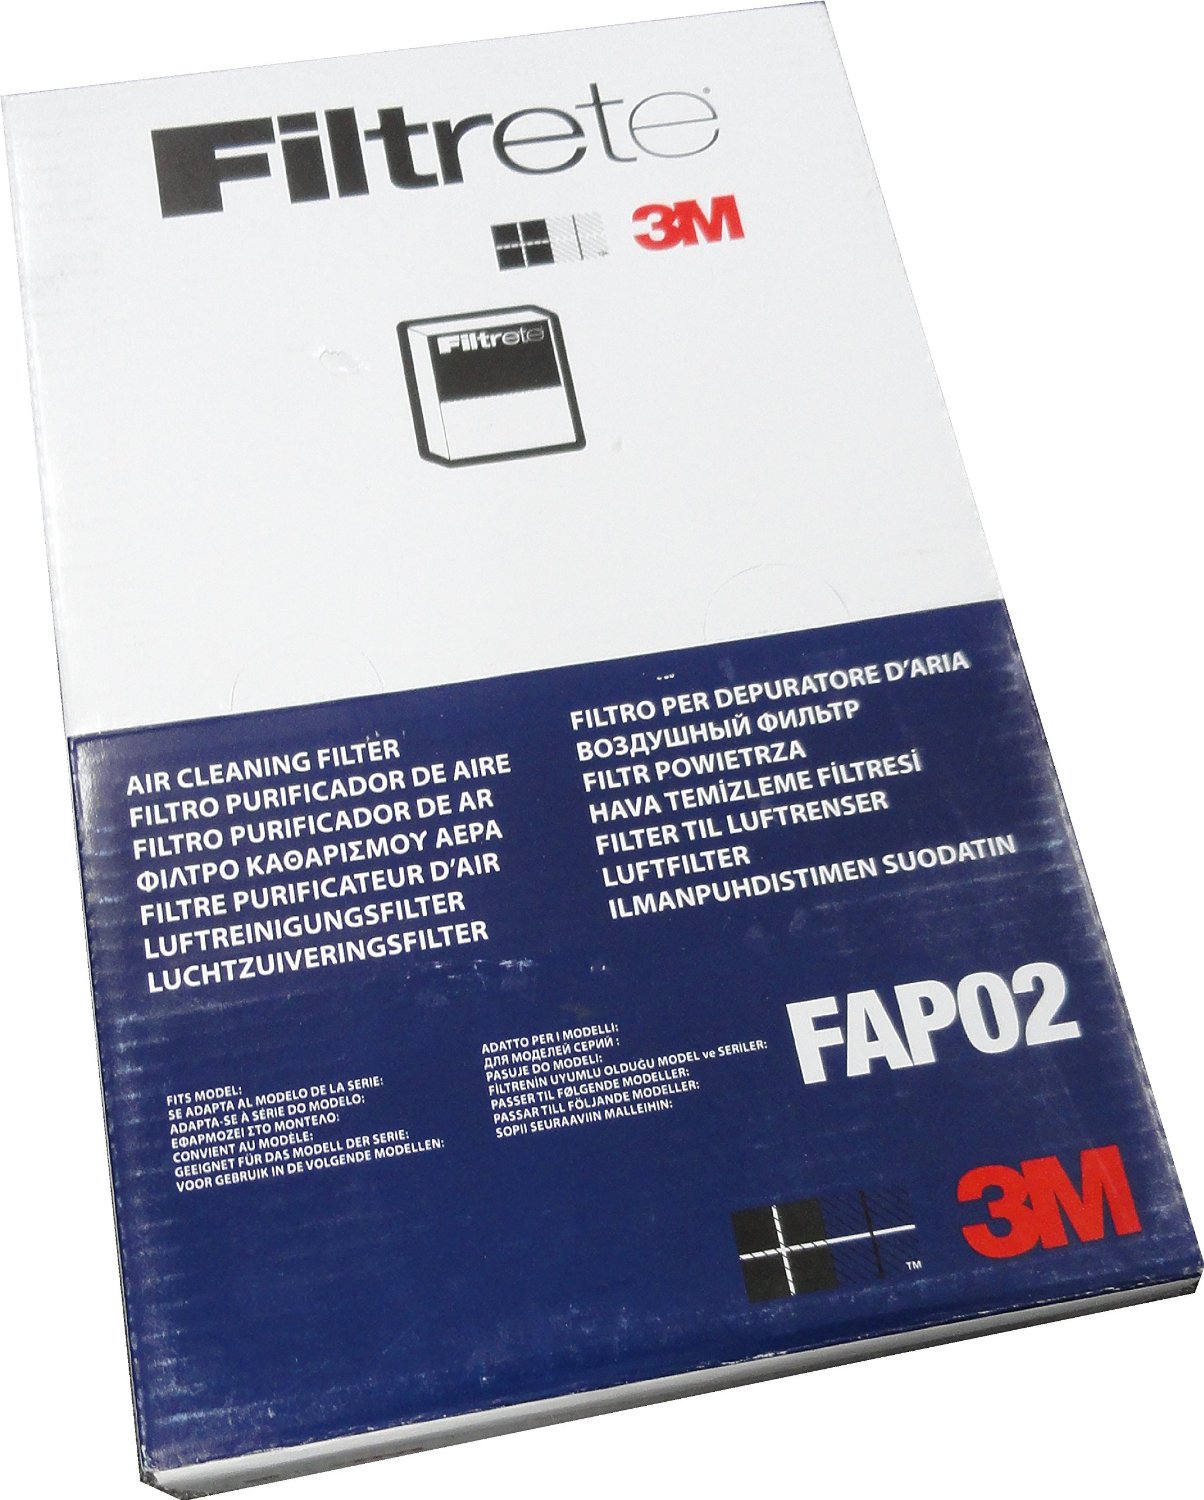 Filtrete
3M
Filtrete
AIR CLEANING FILTER
FILTRO PURIFICADOR DE AIRE
FILTRO PURIFICADOR DE AR
ΦΙΛΤΡΟ ΚΑΘΑΡΙΣΜΟΥ ΑΕΡΑ
FILTRE PURIFICATEUR D'AIR
LUFTREINIGUNGSFILTER
LUCHTZUIVERINGSFILTER
FILTRO PER DEPURATORE D'ARIA
ВОЗДУШНЫЙ ФИЛЬТР
FILTR POWIETRZA
HAVA TEMİZLEME FİLTRESİ
FILTER TIL LUFTRENSER
LUFTFILTER
ILMANPUHDISTIMEN SUODATIN
FAP02
FITS MODEL:
SE ADAPTA AL MODELO DE LA SERIE:
ADAPTA-SE À SÉRIE DO MODELO:
ΕΦΑΡΜΟΖΕΙ ΣΤΟ ΜΟΝΤΕΛΟ:
CONVIENT AU MODÈLE:
GEEIGNET FÜR DAS MODELL DER SERIE:
VOOR GEBRUIK IN DE VOLGENDE MODELLEN:
ADATTO PER I MODELLI:
ДЛЯ МОДЕЛЕЙ СЕРИЙ :
PASUJE DO MODELI:
FILTRENİN UYUMLU OLDUĞU MODEL ve SERİLER:
PASSER TIL FØLGENDE MODELLER:
PASSAR TILL FÖLJANDE MODELLER:
SOPII SEURAAVIIN MALLEIHIN:
TM
3M